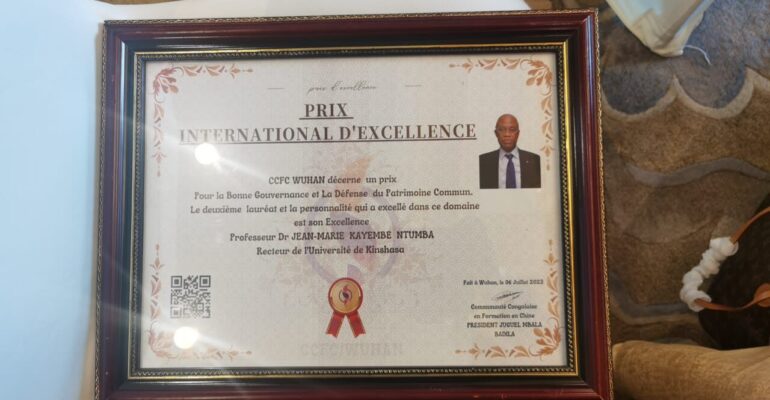 prix d'excellence
PRIX
INTERNATIONAL D'EXCELLENCE
CCFC WUHAN décerne un prix
Pour la Bonne Gouvernance et La Défense du Patrimoine Commun.
Le deuxième lauréat et la personnalité qui a excellé dans ce domaine
est son Excellence
Professeur Dr JEAN-MARIE KAYEMBE NTUMBA
Recteur de l'Université de Kinshasa
Fait à Wuhan, le 06 Juillet 2023
Communauté Congolaise
en Formation en Chine
PRESIDENT JUGUEL MBALA
BADILA
CCFC/WUHAN